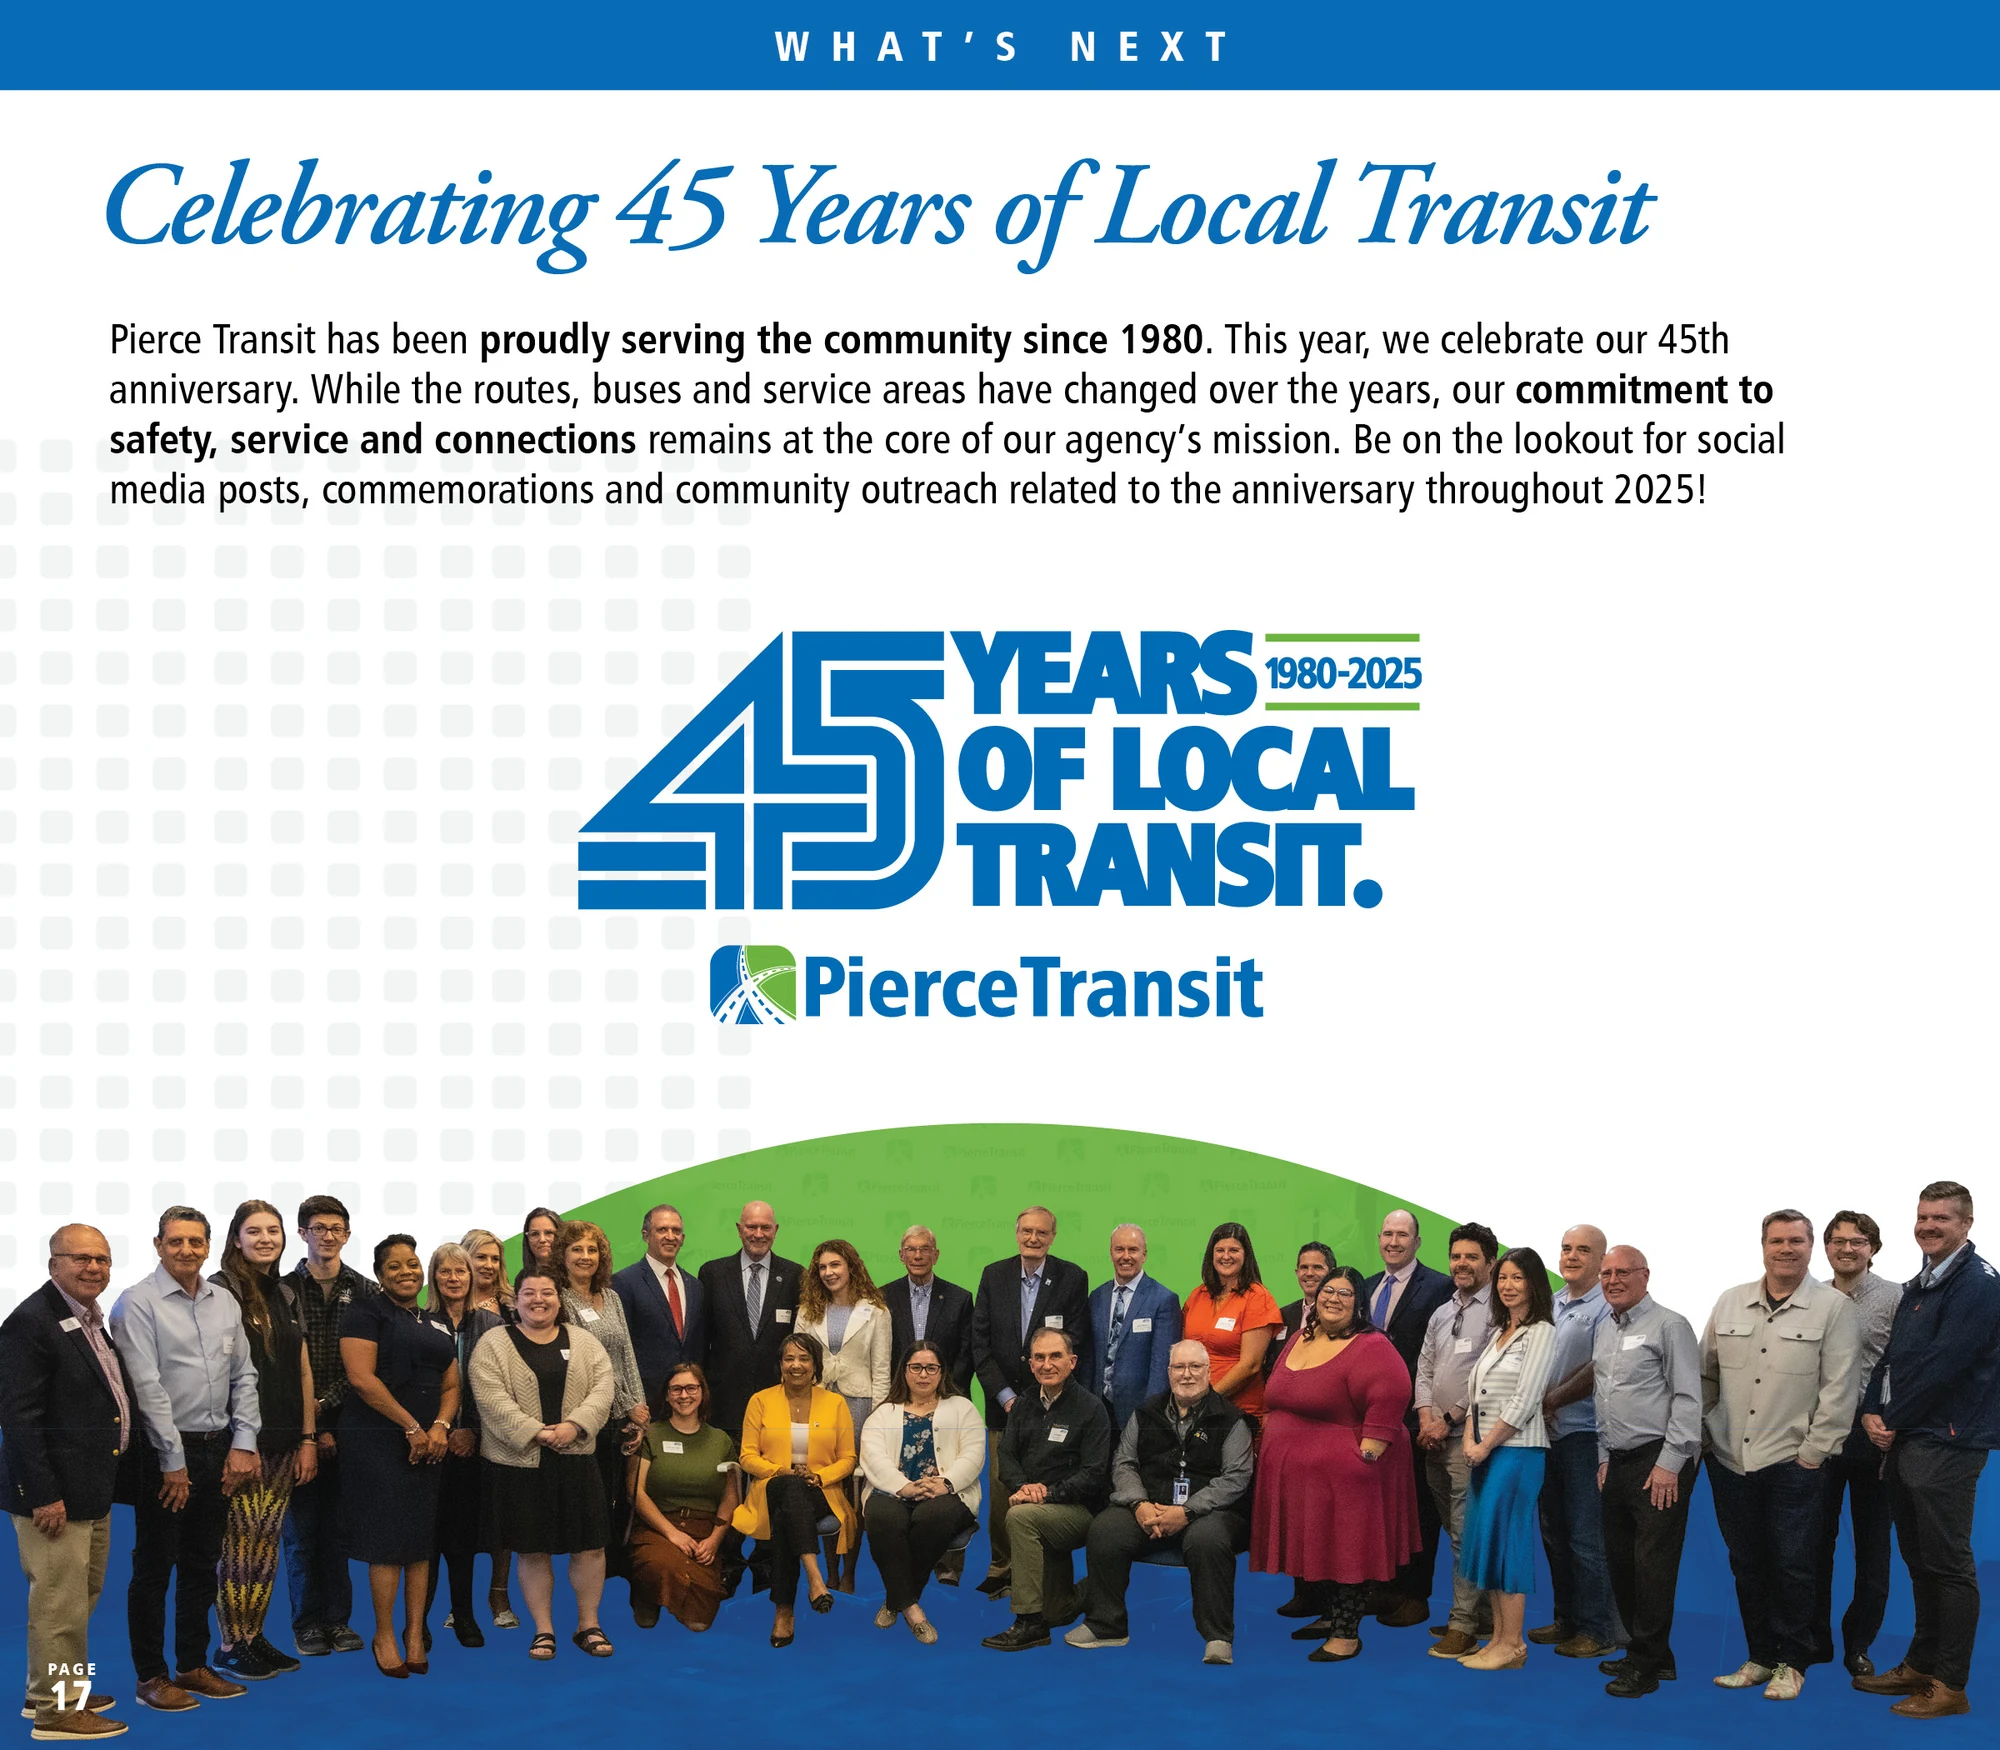 WHAT'S NEXT
Celebrating 45 Years of Local Transit
Pierce Transit has been proudly serving the community since 1980. This year, we celebrate our 45th
anniversary. While the routes, buses and service areas have changed over the years, our commitment to
safety, service and connections remains at the core of our agency's mission. Be on the lookout for social
media posts, commemorations and community outreach related to the anniversary throughout 2025!
45 YEARS 1980-2025
OF LOCAL
TRANSIT.
PierceTransit
PAGE
17